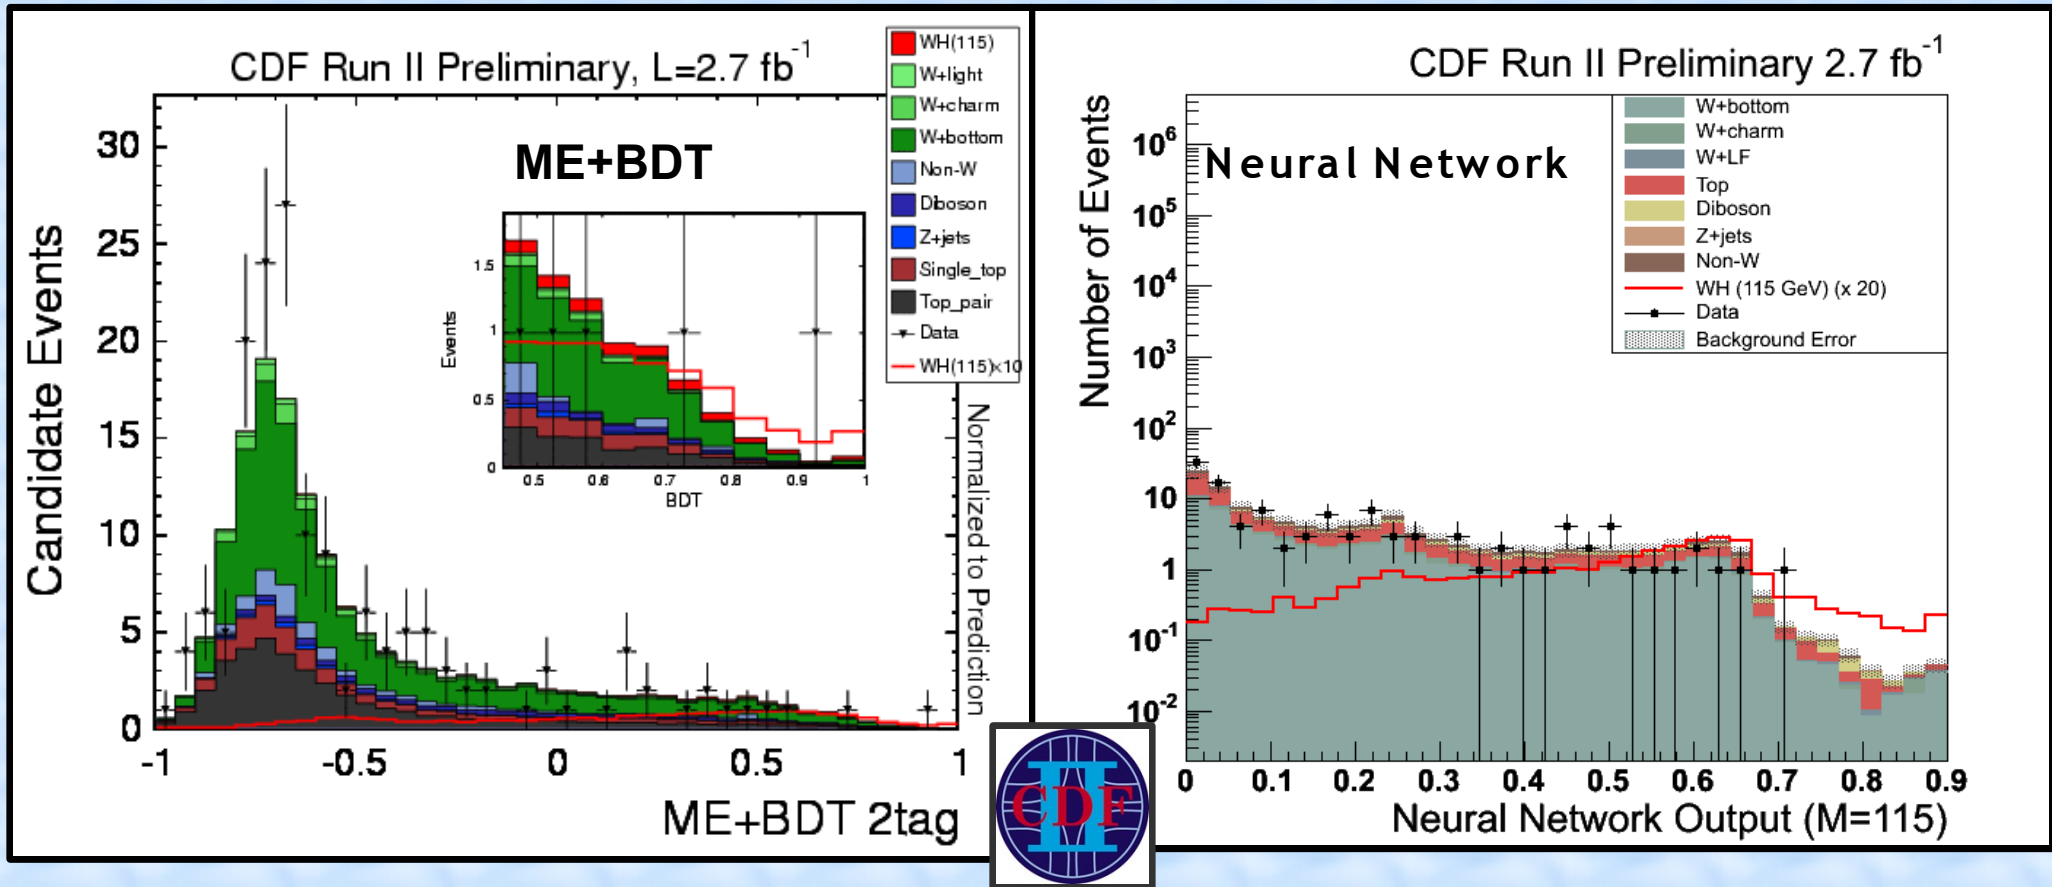 CDF Run II Preliminary, L=2.7 fb-1
ME+BDT
WH(115)
W+light
W+charm
W+bottom
Non-W
Diboson
Z+jets
Single_top
Top_pair
Data
WH(115)×10
Candidate Events
30
25
20
15
10
5
0
-1
-0.5
0
0.5
1
ME+BDT 2tag
Normalized to Prediction
Events
1.5
1
0.5
0
0.5
0.6
0.7
0.8
0.9
1
BDT
CDF Run II Preliminary 2.7 fb-1
Neural Network
W+bottom
W+charm
W+LF
Top
Diboson
Z+jets
Non-W
WH (115 GeV) (x 20)
Data
Background Error
Number of Events
10^6
10^5
10^4
10^3
10^2
10
1
10^-1
10^-2
0
0.1
0.2
0.3
0.4
0.5
0.6
0.7
0.8
0.9
Neural Network Output (M=115)
II
CDF